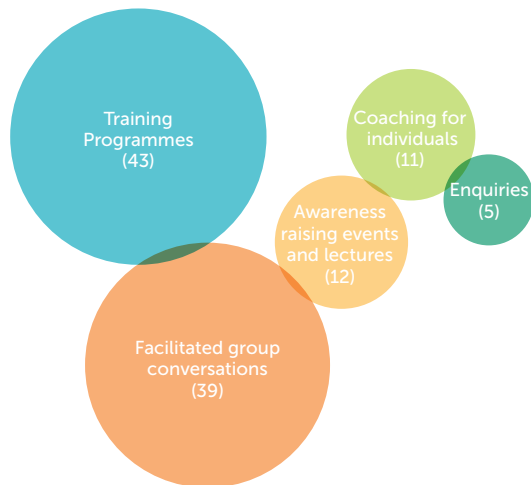 Training
Programmes
(43)
Coaching for
individuals
(11)
Enquiries
(5)
Awareness
raising events
and lectures
(12)
Facilitated group
conversations
(39)